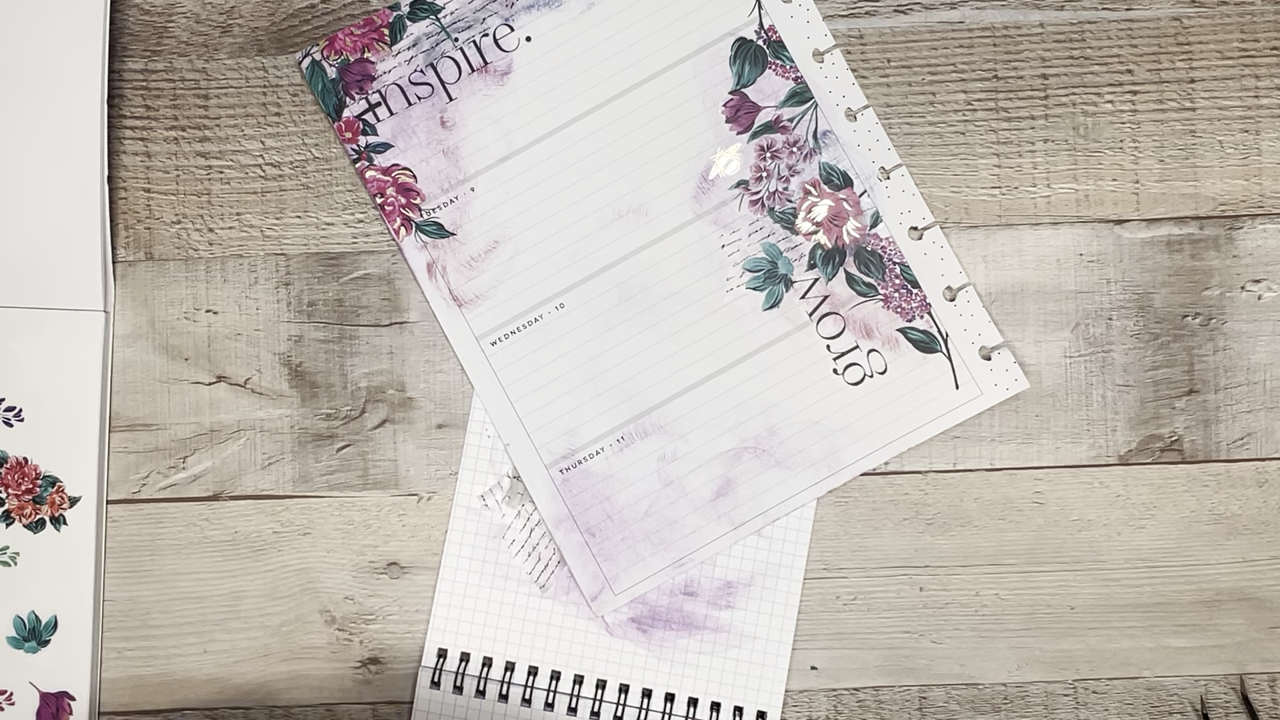 inspire.
TUESDAY • 9
WEDNESDAY • 10
grow
THURSDAY • 11